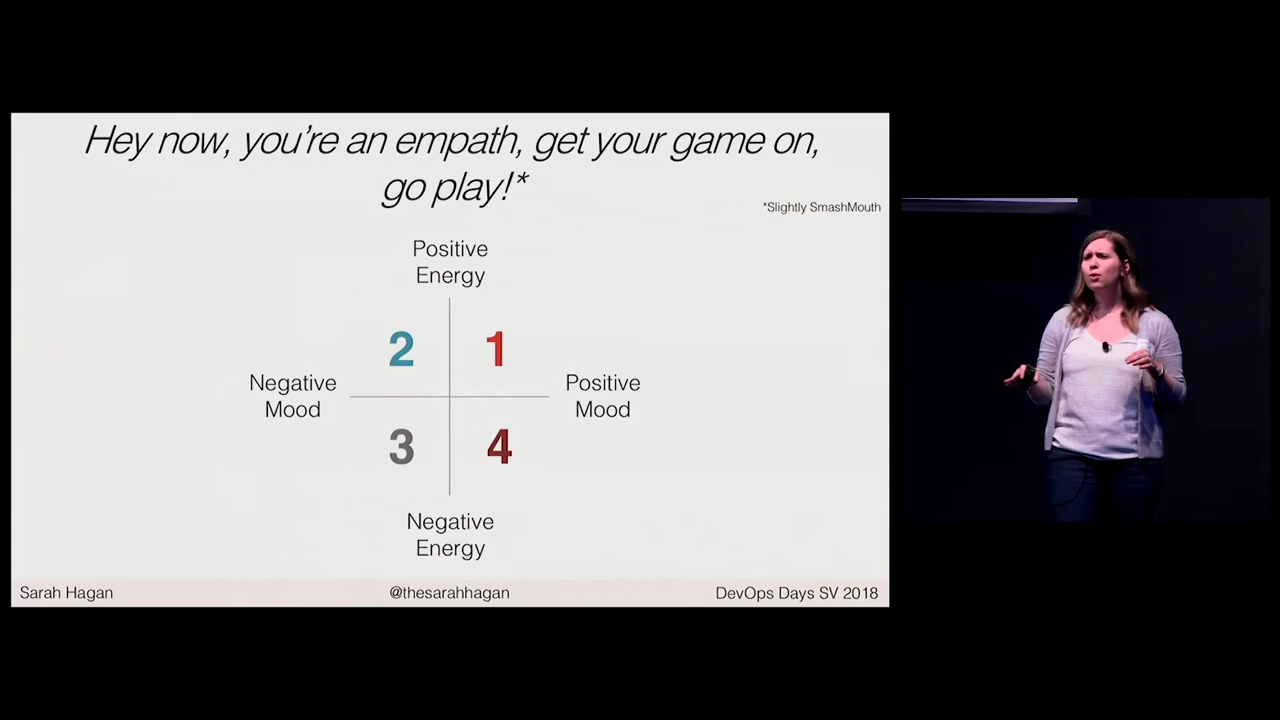 Hey now, you're an empath, get your game on,
go play!*
*Slightly SmashMouth
Positive
Energy
2
1
Negative
Mood
Positive
Mood
3
4
Negative
Energy
Sarah Hagan
@thesarahhagan
DevOps Days SV 2018